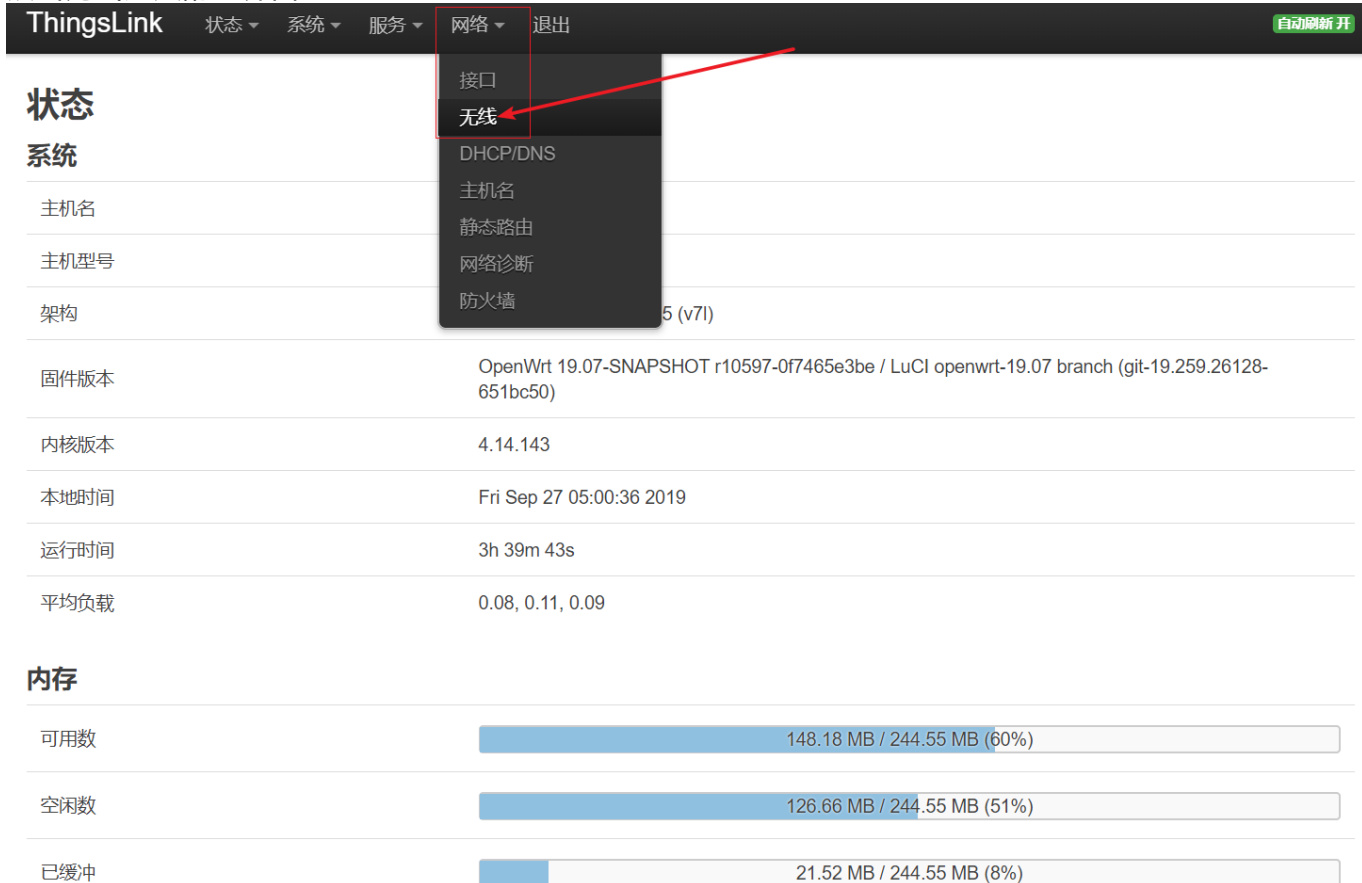 ThingsLink 状态 系统 服务 网络 退出 自动刷新 开
接口
无线
DHCP/DNS
主机名
静态路由
网络诊断
防火墙
状态
系统
主机名
主机型号
架构 5 (v7l)
固件版本 OpenWrt 19.07-SNAPSHOT r10597-0f7465e3be / LuCI openwrt-19.07 branch (git-19.259.26128-
651bc50)
内核版本 4.14.143
本地时间 Fri Sep 27 05:00:36 2019
运行时间 3h 39m 43s
平均负载 0.08, 0.11, 0.09
内存
可用数 148.18 MB / 244.55 MB (60%)
空闲数 126.66 MB / 244.55 MB (51%)
已缓冲 21.52 MB / 244.55 MB (8%)